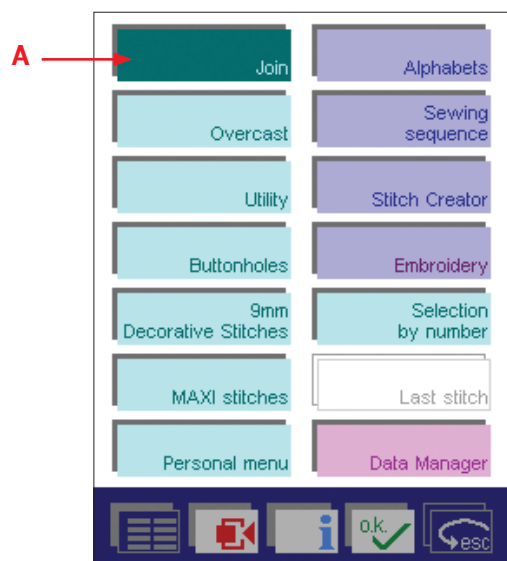 A
Join
Alphabets
Overcast
Sewing
sequence
Utility
Stitch Creator
Buttonholes
Embroidery
9mm
Decorative Stitches
Selection
by number
MAXI stitches
Last stitch
Personal menu
Data Manager
i
o.k.
esc